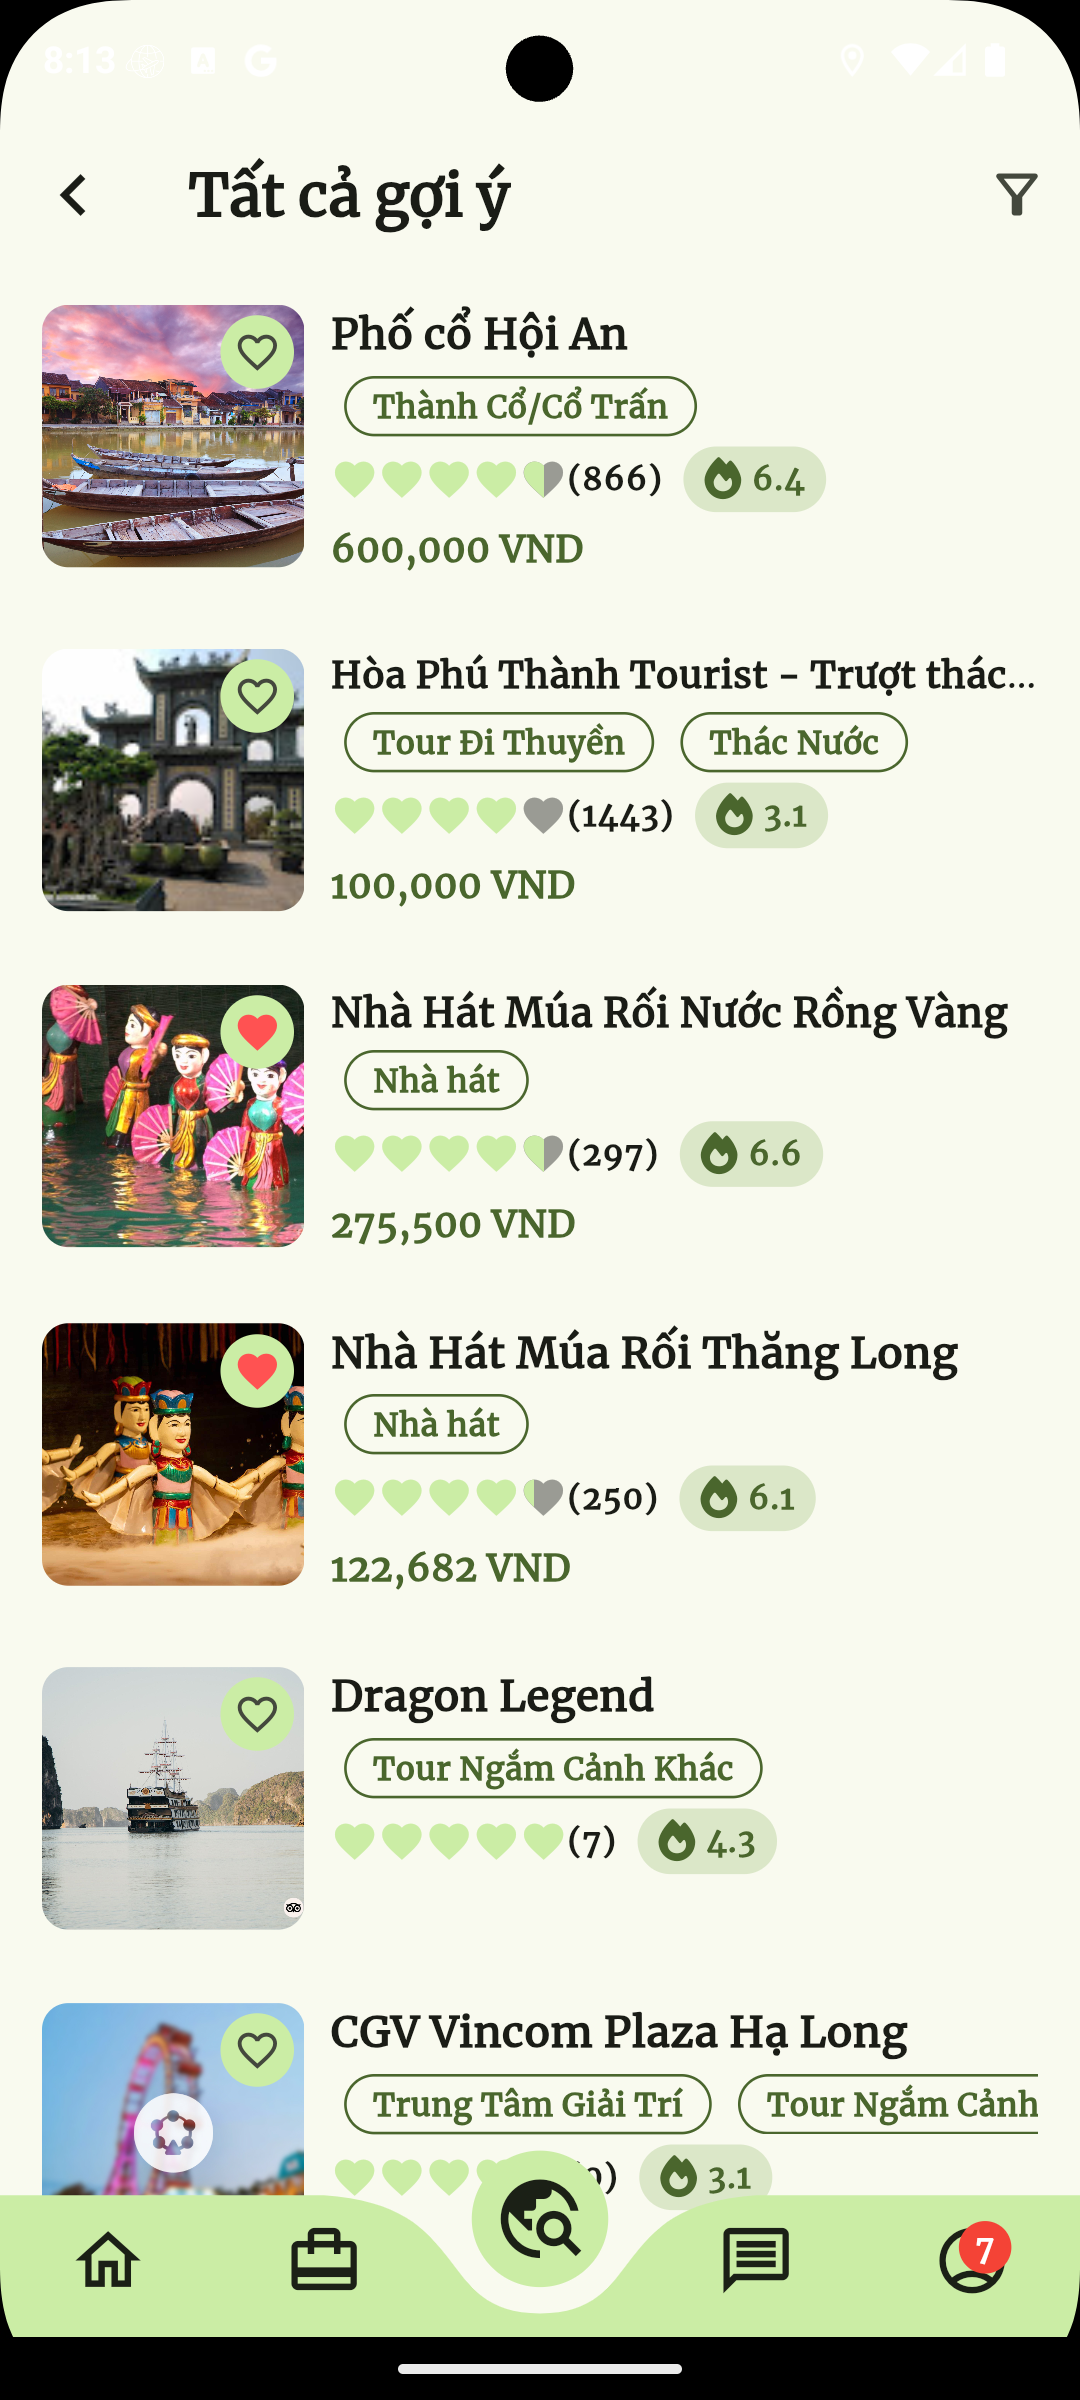 8:13
Tất cả gợi ý
Phố cổ Hội An
Thành Cổ/Cổ Trấn
(866) 6.4
600,000 VND
Hòa Phú Thành Tourist - Trượt thác...
Tour Đi Thuyền Thác Nước
(1443) 3.1
100,000 VND
Nhà Hát Múa Rối Nước Rồng Vàng
Nhà hát
(297) 6.6
275,500 VND
Nhà Hát Múa Rối Thăng Long
Nhà hát
(250) 6.1
122,682 VND
Dragon Legend
Tour Ngắm Cảnh Khác
(7) 4.3
CGV Vincom Plaza Hạ Long
Trung Tâm Giải Trí Tour Ngắm Cảnh
3.1
7